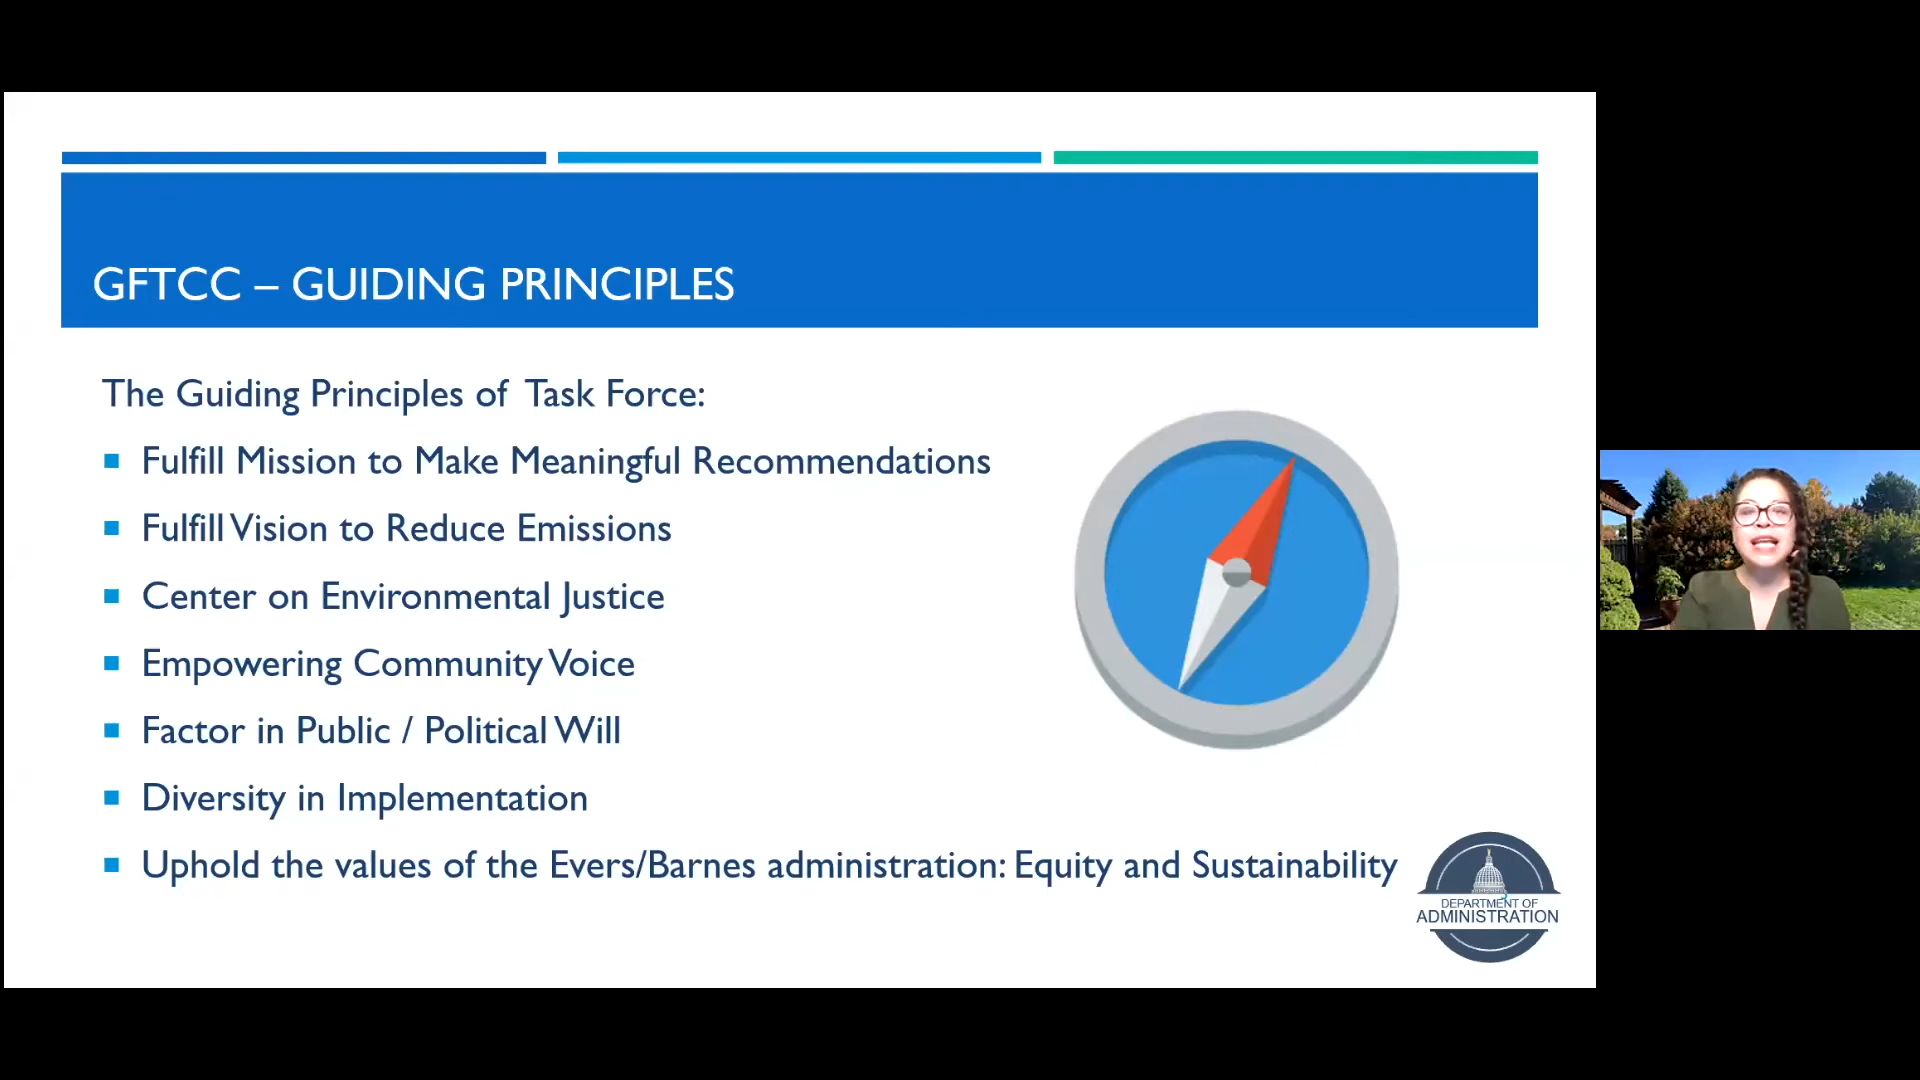 GFTCC – GUIDING PRINCIPLES
The Guiding Principles of Task Force:
Fulfill Mission to Make Meaningful Recommendations
Fulfill Vision to Reduce Emissions
Center on Environmental Justice
Empowering Community Voice
Factor in Public / Political Will
Diversity in Implementation
Uphold the values of the Evers/Barnes administration: Equity and Sustainability
DEPARTMENT OF
ADMINISTRATION